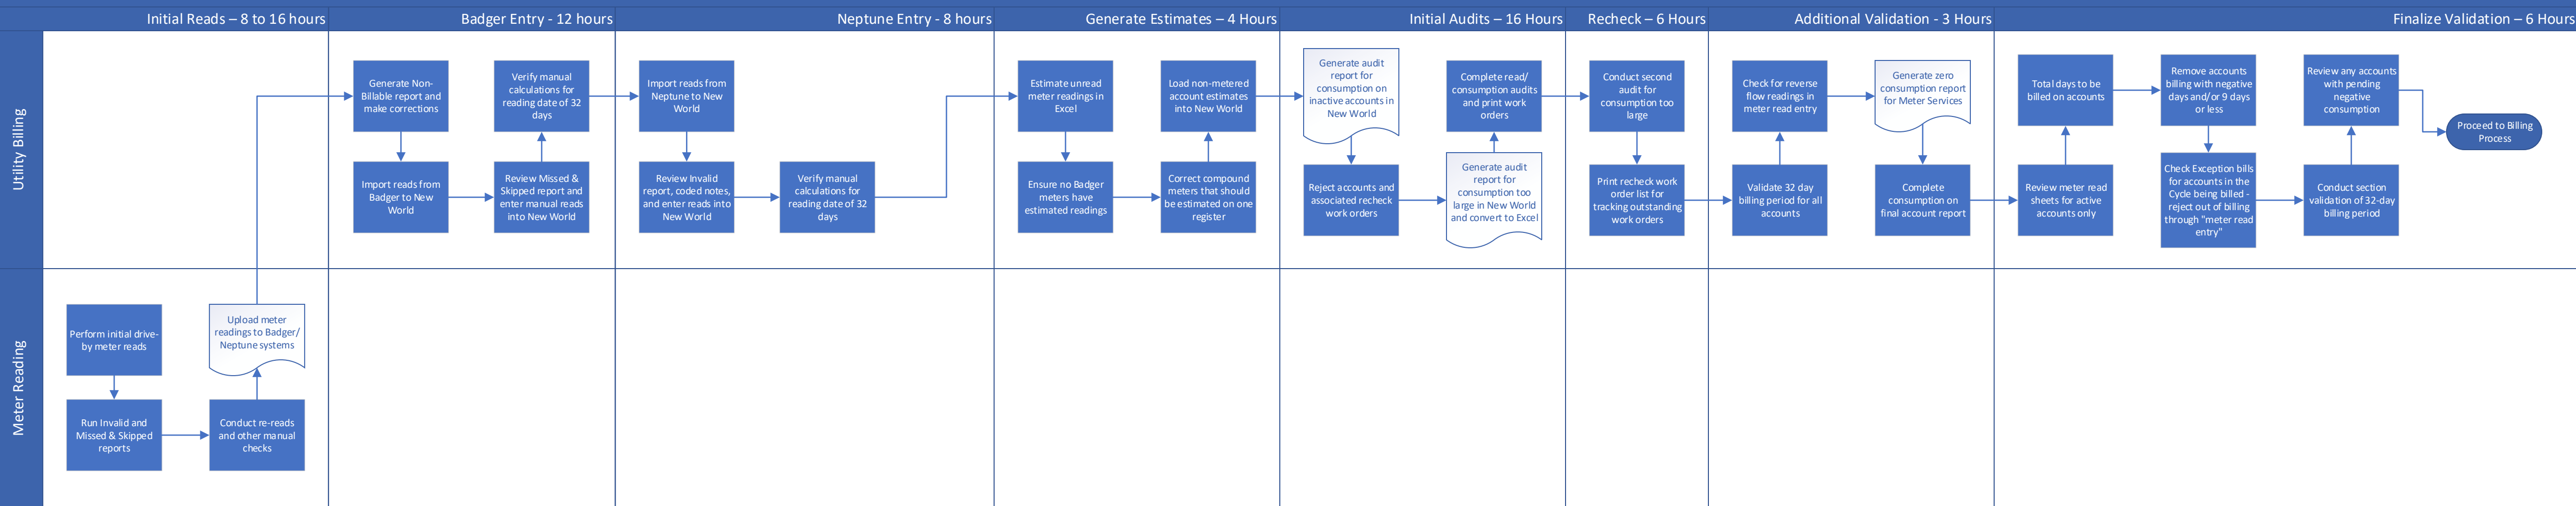 Initial Reads – 8 to 16 hours
Badger Entry - 12 hours
Neptune Entry - 8 hours
Generate Estimates – 4 Hours
Initial Audits – 16 Hours
Recheck – 6 Hours
Additional Validation - 3 Hours
Finalize Validation – 6 Hours
Utility Billing
Generate Non-
Billable report and
make corrections
Import reads from
Badger to New
World
Review Missed &
Skipped report and
enter manual reads
into New World
Verify manual
calculations for
reading date of 32
days
Import reads from
Neptune to New
World
Review Invalid
report, coded notes,
and enter reads into
New World
Verify manual
calculations for
reading date of 32
days
Estimate unread
meter readings in
Excel
Ensure no Badger
meters have
estimated readings
Correct compound
meters that should
be estimated on one
register
Load non-metered
account estimates
into New World
Generate audit
report for
consumption on
inactive accounts in
New World
Reject accounts and
associated recheck
work orders
Generate audit
report for
consumption too
large in New World
and convert to Excel
Complete read/
consumption audits
and print work
orders
Conduct second
audit for
consumption too
large
Print recheck work
order list for
tracking outstanding
work orders
Validate 32 day
billing period for all
accounts
Check for reverse
flow readings in
meter read entry
Generate zero
consumption report
for Meter Services
Complete
consumption on
final account report
Review meter read
sheets for active
accounts only
Total days to be
billed on accounts
Remove accounts
billing with negative
days and/or 9 days
or less
Check Exception bills
for accounts in the
Cycle being billed -
reject out of billing
through "meter read
entry"
Conduct section
validation of 32-day
billing period
Review any accounts
with pending
negative
consumption
Proceed to Billing
Process
Meter Reading
Perform initial drive-
by meter reads
Run Invalid and
Missed & Skipped
reports
Conduct re-reads
and other manual
checks
Upload meter
readings to Badger/
Neptune systems